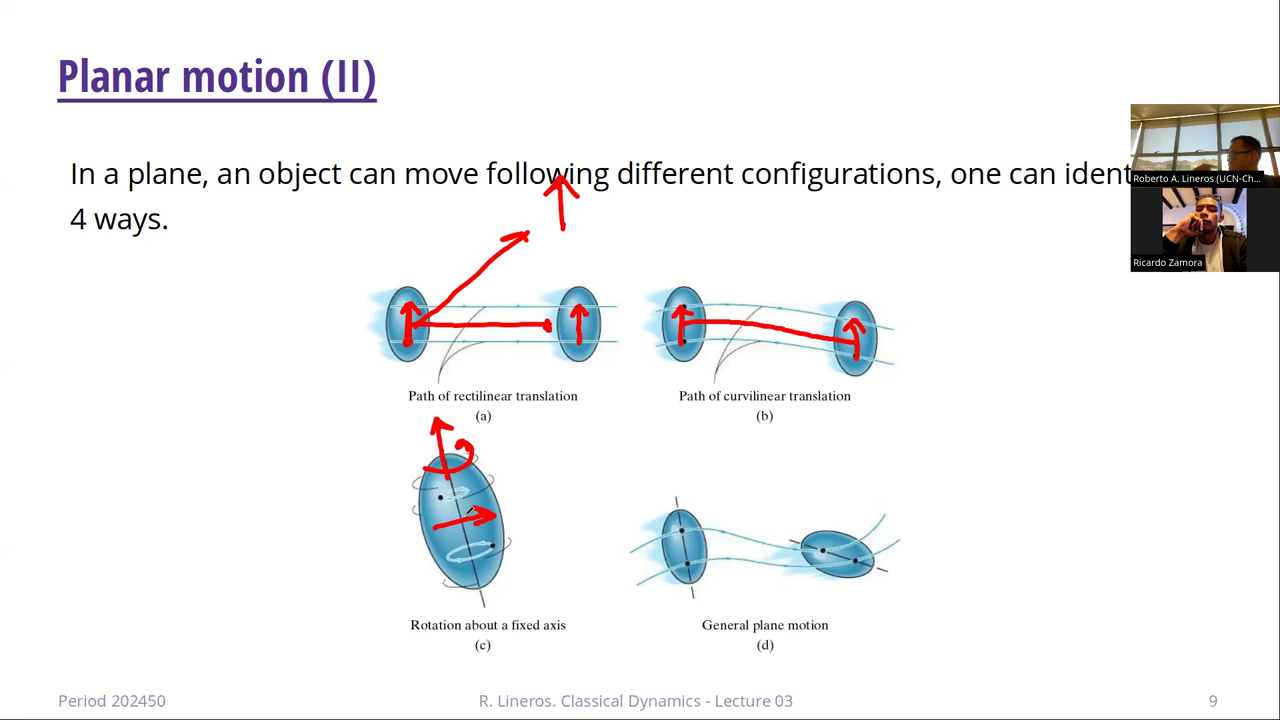 Planar motion (II)
In a plane, an object can move following different configurations, one can ident
4 ways.
Roberto A. Lineros (UCN-Ch...
Ricardo Zamora
Path of rectilinear translation
(a)
Path of curvilinear translation
(b)
Rotation about a fixed axis
(c)
General plane motion
(d)
Period 202450
R. Lineros. Classical Dynamics - Lecture 03
9